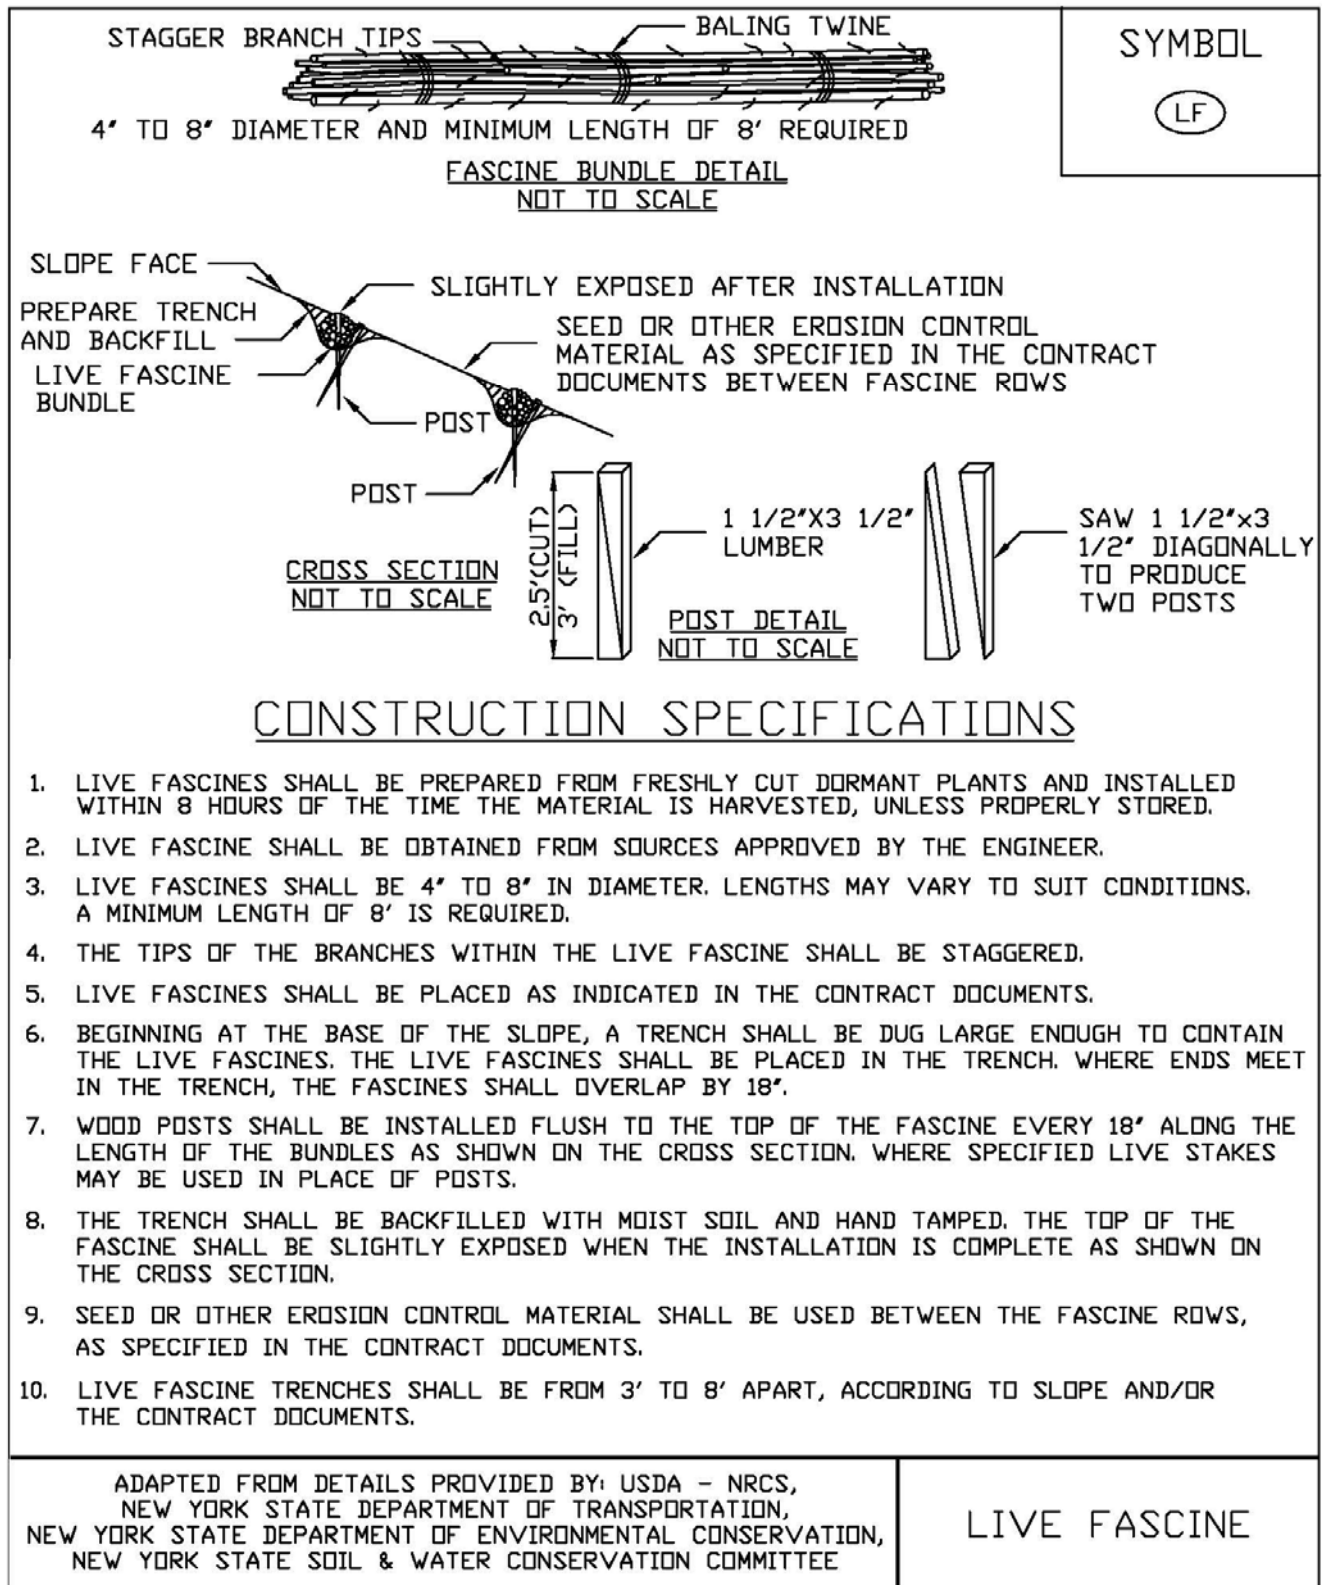 STAGGER BRANCH TIPS
BALING TWINE
4" TO 8" DIAMETER AND MINIMUM LENGTH OF 8' REQUIRED
FASCINE BUNDLE DETAIL
NOT TO SCALE
SYMBOL
LF
SLOPE FACE
SLIGHTLY EXPOSED AFTER INSTALLATION
PREPARE TRENCH
AND BACKFILL
SEED OR OTHER EROSION CONTROL
MATERIAL AS SPECIFIED IN THE CONTRACT
DOCUMENTS BETWEEN FASCINE ROWS
LIVE FASCINE
BUNDLE
POST
POST
CROSS SECTION
NOT TO SCALE
2.5'(CUT)
3' (FILL)
1 1/2"X3 1/2"
LUMBER
POST DETAIL
NOT TO SCALE
SAW 1 1/2"x3
1/2" DIAGONALLY
TO PRODUCE
TWO POSTS
CONSTRUCTION SPECIFICATIONS
1. LIVE FASCINES SHALL BE PREPARED FROM FRESHLY CUT DORMANT PLANTS AND INSTALLED
WITHIN 8 HOURS OF THE TIME THE MATERIAL IS HARVESTED, UNLESS PROPERLY STORED.
2. LIVE FASCINE SHALL BE OBTAINED FROM SOURCES APPROVED BY THE ENGINEER.
3. LIVE FASCINES SHALL BE 4" TO 8" IN DIAMETER. LENGTHS MAY VARY TO SUIT CONDITIONS.
A MINIMUM LENGTH OF 8' IS REQUIRED.
4. THE TIPS OF THE BRANCHES WITHIN THE LIVE FASCINE SHALL BE STAGGERED.
5. LIVE FASCINES SHALL BE PLACED AS INDICATED IN THE CONTRACT DOCUMENTS.
6. BEGINNING AT THE BASE OF THE SLOPE, A TRENCH SHALL BE DUG LARGE ENOUGH TO CONTAIN
THE LIVE FASCINES. THE LIVE FASCINES SHALL BE PLACED IN THE TRENCH. WHERE ENDS MEET
IN THE TRENCH, THE FASCINES SHALL OVERLAP BY 18".
7. WOOD POSTS SHALL BE INSTALLED FLUSH TO THE TOP OF THE FASCINE EVERY 18" ALONG THE
LENGTH OF THE BUNDLES AS SHOWN ON THE CROSS SECTION. WHERE SPECIFIED LIVE STAKES
MAY BE USED IN PLACE OF POSTS.
8. THE TRENCH SHALL BE BACKFILLED WITH MOIST SOIL AND HAND TAMPED. THE TOP OF THE
FASCINE SHALL BE SLIGHTLY EXPOSED WHEN THE INSTALLATION IS COMPLETE AS SHOWN ON
THE CROSS SECTION.
9. SEED OR OTHER EROSION CONTROL MATERIAL SHALL BE USED BETWEEN THE FASCINE ROWS,
AS SPECIFIED IN THE CONTRACT DOCUMENTS.
10. LIVE FASCINE TRENCHES SHALL BE FROM 3' TO 8' APART, ACCORDING TO SLOPE AND/OR
THE CONTRACT DOCUMENTS.
ADAPTED FROM DETAILS PROVIDED BY: USDA - NRCS,
NEW YORK STATE DEPARTMENT OF TRANSPORTATION,
NEW YORK STATE DEPARTMENT OF ENVIRONMENTAL CONSERVATION,
NEW YORK STATE SOIL & WATER CONSERVATION COMMITTEE
LIVE FASCINE